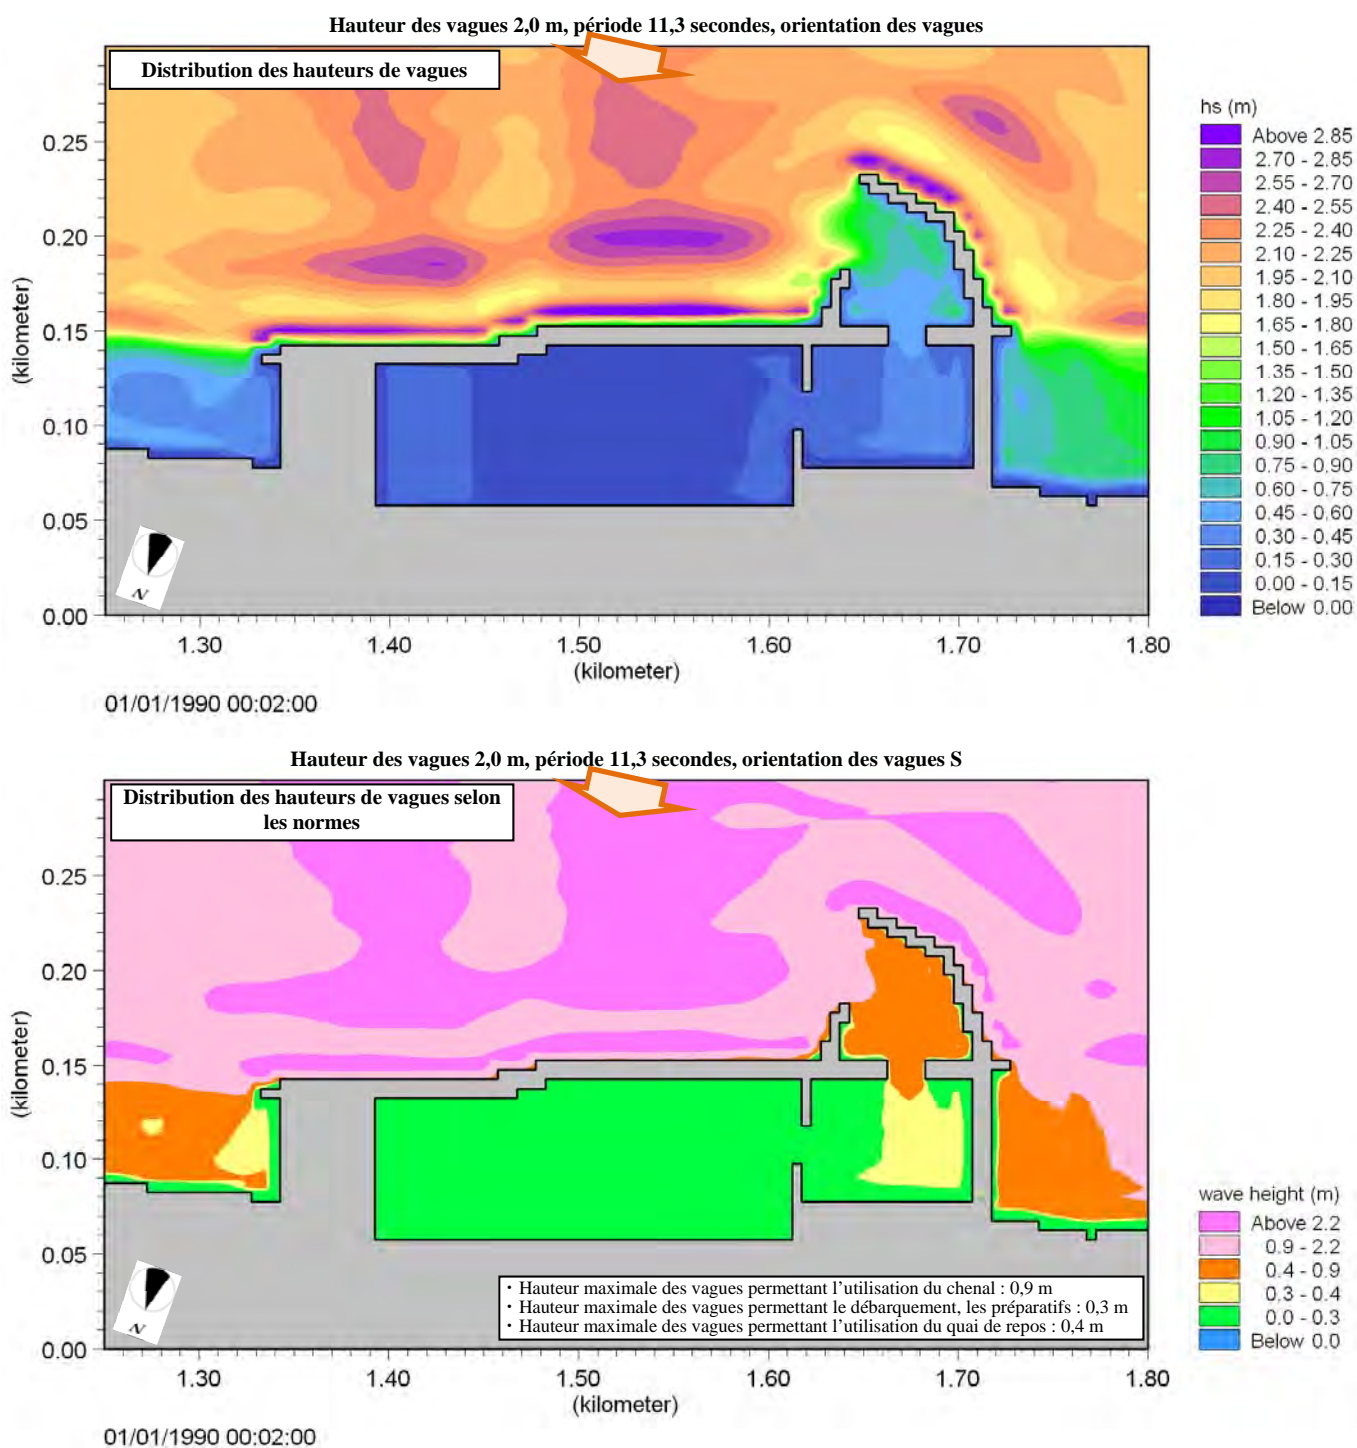 Hauteur des vagues 2,0 m, période 11,3 secondes, orientation des vagues
Distribution des hauteurs de vagues
hs (m)
Above 2.85
2.70 - 2.85
2.55 - 2.70
2.40 - 2.55
2.25 - 2.40
2.10 - 2.25
1.95 - 2.10
1.80 - 1.95
1.65 - 1.80
1.50 - 1.65
1.35 - 1.50
1.20 - 1.35
1.05 - 1.20
0.90 - 1.05
0.75 - 0.90
0.60 - 0.75
0.45 - 0.60
0.30 - 0.45
0.15 - 0.30
0.00 - 0.15
Below 0.00
0.25
0.20
0.15
0.10
0.05
0.00
(kilometer)
N
1.30 1.40 1.50 1.60 1.70 1.80
(kilometer)
01/01/1990 00:02:00
Hauteur des vagues 2,0 m, période 11,3 secondes, orientation des vagues S
Distribution des hauteurs de vagues selon
les normes
0.25
0.20
0.15
0.10
0.05
0.00
(kilometer)
N
・Hauteur maximale des vagues permettant l'utilisation du chenal : 0,9 m
・Hauteur maximale des vagues permettant le débarquement, les préparatifs : 0,3 m
・Hauteur maximale des vagues permettant l'utilisation du quai de repos : 0,4 m
wave height (m)
Above 2.2
0.9 - 2.2
0.4 - 0.9
0.3 - 0.4
0.0 - 0.3
Below 0.0
1.30 1.40 1.50 1.60 1.70 1.80
(kilometer)
01/01/1990 00:02:00